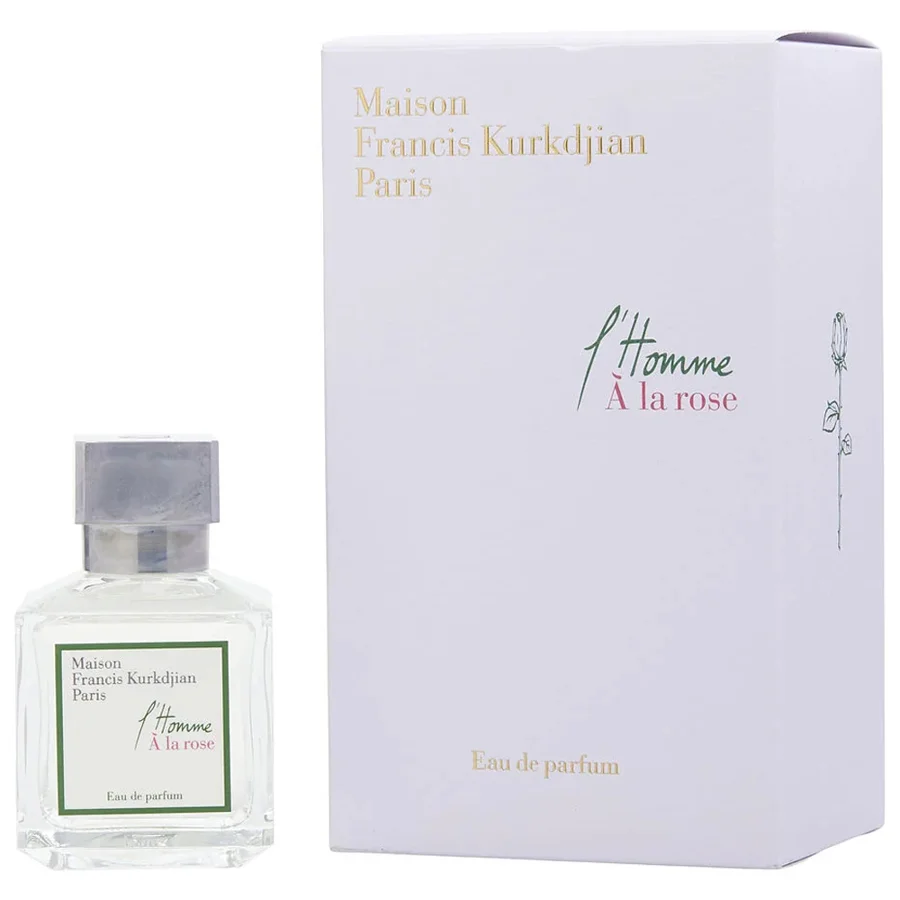 Maison
Francis Kurkdjian
Paris
l'Homme
À la rose
Eau de parfum
Maison
Francis Kurkdjian
Paris
l'Homme
À la rose
Eau de parfum